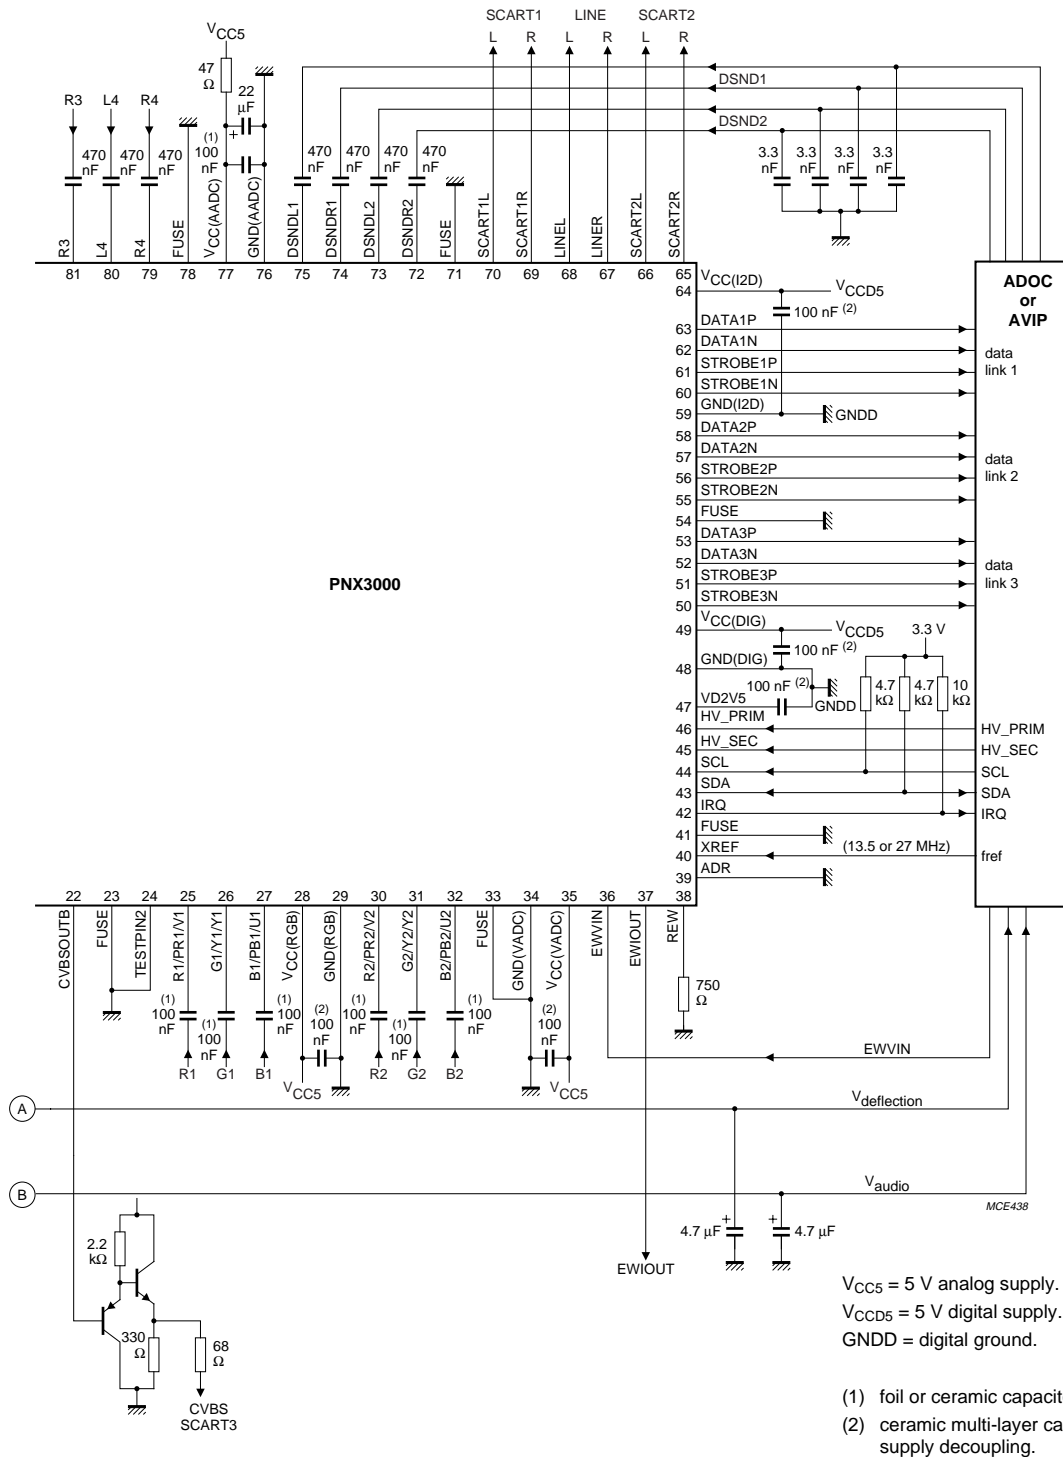 SCART1 LINE SCART2
L R L R L R
VCC5
47 Ω
22 μF
+
(1) 100 nF
R3 L4 R4
470 nF
470 nF
470 nF
470 nF
470 nF
470 nF
470 nF
DSND1
DSND2
3.3 nF
3.3 nF
3.3 nF
3.3 nF
R3
L4
R4
FUSE
VCC(AADC)
GND(AADC)
DSNDL1
DSNDR1
DSNDL2
DSNDR2
FUSE
SCART1L
SCART1R
LINEL
LINER
SCART2L
SCART2R
81 80 79 78 77 76 75 74 73 72 71 70 69 68 67 66 65
ADOC
or
AVIP
64 VCC(I2D) VCCD5
100 nF (2)
63 DATA1P
62 DATA1N
61 STROBE1P
60 STROBE1N
data
link 1
59 GND(I2D) GNDD
58 DATA2P
57 DATA2N
56 STROBE2P
55 STROBE2N
data
link 2
54 FUSE
53 DATA3P
52 DATA3N
51 STROBE3P
50 STROBE3N
data
link 3
PNX3000
49 VCC(DIG) VCCD5
100 nF (2)
3.3 V
48 GND(DIG)
100 nF (2)
GNDD
4.7 kΩ
4.7 kΩ
10 kΩ
47 VD2V5
46 HV_PRIM HV_PRIM
45 HV_SEC HV_SEC
44 SCL SCL
43 SDA SDA
42 IRQ IRQ
41 FUSE
40 XREF (13.5 or 27 MHz) fref
39 ADR
22 23 24 25 26 27 28 29 30 31 32 33 34 35 36 37 38
CVBSOUTB
FUSE
TESTPIN2
R1/PR1/V1
G1/Y1/Y1
B1/PB1/U1
VCC(RGB)
GND(RGB)
R2/PR2/V2
G2/Y2/Y2
B2/PB2/U2
FUSE
GND(VADC)
VCC(VADC)
EWVIN
EWIOUT
REW
(1) 100 nF
(1) 100 nF
(1) 100 nF
(2) 100 nF
(1) 100 nF
(1) 100 nF
(1) 100 nF
(2) 100 nF
750 Ω
R1 G1 B1 VCC5 R2 G2 B2 VCC5
EWVIN
A Vdeflection
B Vaudio
MCE438
2.2 kΩ
330 Ω
68 Ω
CVBS
SCART3
EWIOUT
4.7 μF +
+ 4.7 μF
VCC5 = 5 V analog supply.
VCCD5 = 5 V digital supply.
GNDD = digital ground.
(1) foil or ceramic capacit
(2) ceramic multi-layer ca
supply decoupling.